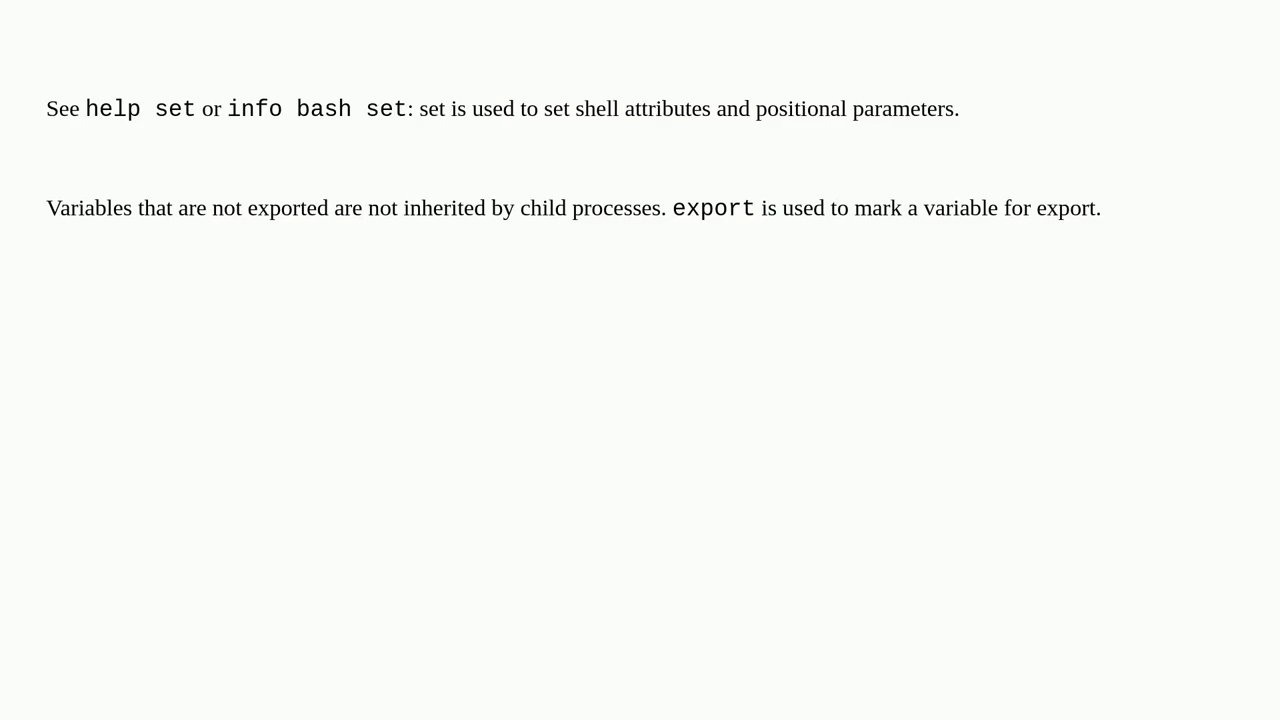 See help set or info bash set: set is used to set shell attributes and positional parameters.
Variables that are not exported are not inherited by child processes. export is used to mark a variable for export.